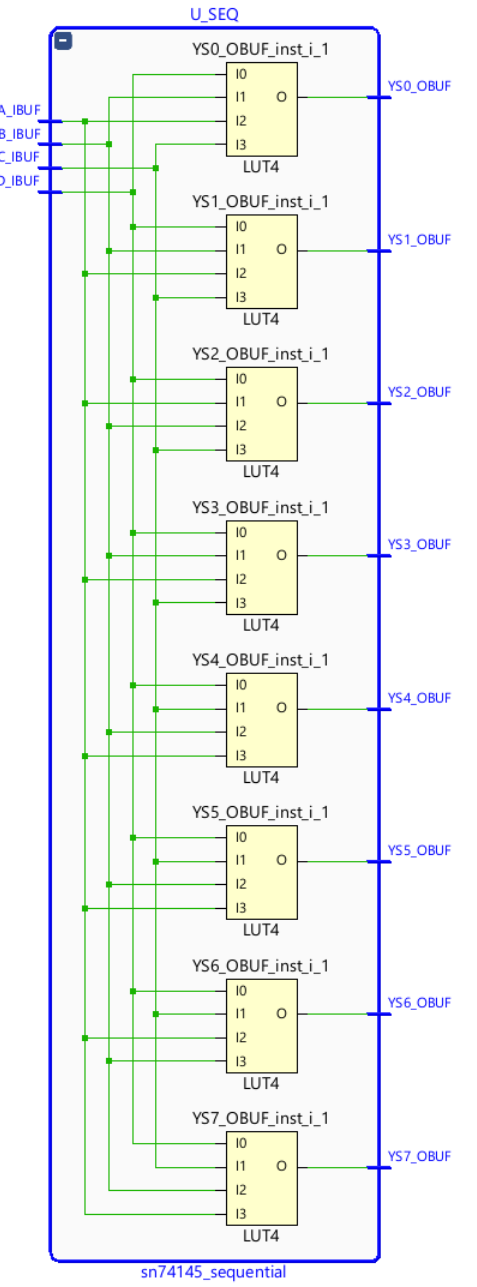 U_SEQ
YS0_OBUF_inst_i_1
I0
I1 O
I2
I3
LUT4
YS0_OBUF
A_IBUF
B_IBUF
C_IBUF
D_IBUF
YS1_OBUF_inst_i_1
I0
I1 O
I2
I3
LUT4
YS1_OBUF
YS2_OBUF_inst_i_1
I0
I1 O
I2
I3
LUT4
YS2_OBUF
YS3_OBUF_inst_i_1
I0
I1 O
I2
I3
LUT4
YS3_OBUF
YS4_OBUF_inst_i_1
I0
I1 O
I2
I3
LUT4
YS4_OBUF
YS5_OBUF_inst_i_1
I0
I1 O
I2
I3
LUT4
YS5_OBUF
YS6_OBUF_inst_i_1
I0
I1 O
I2
I3
LUT4
YS6_OBUF
YS7_OBUF_inst_i_1
I0
I1 O
I2
I3
LUT4
YS7_OBUF
sn74145_sequential